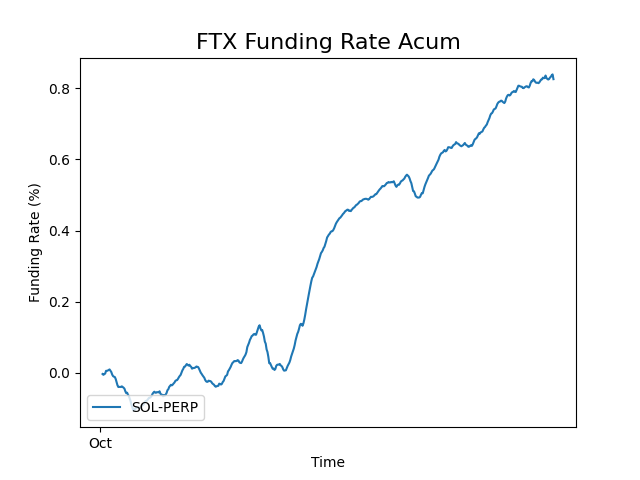 FTX Funding Rate Acum
Funding Rate (%)
0.8
0.6
0.4
0.2
0.0
SOL-PERP
Oct
Time